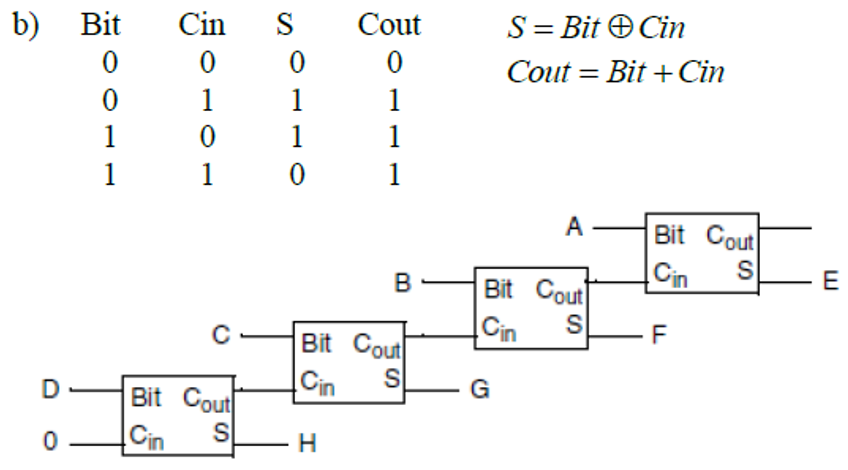 b) Bit Cin S Cout
0 0 0 0
0 1 1 1
1 0 1 1
1 1 0 1
S = Bit ⊕ Cin
Cout = Bit + Cin
A Bit Cout
Cin S E
B Bit Cout
Cin S F
C Bit Cout
Cin S G
D Bit Cout
0 Cin S H